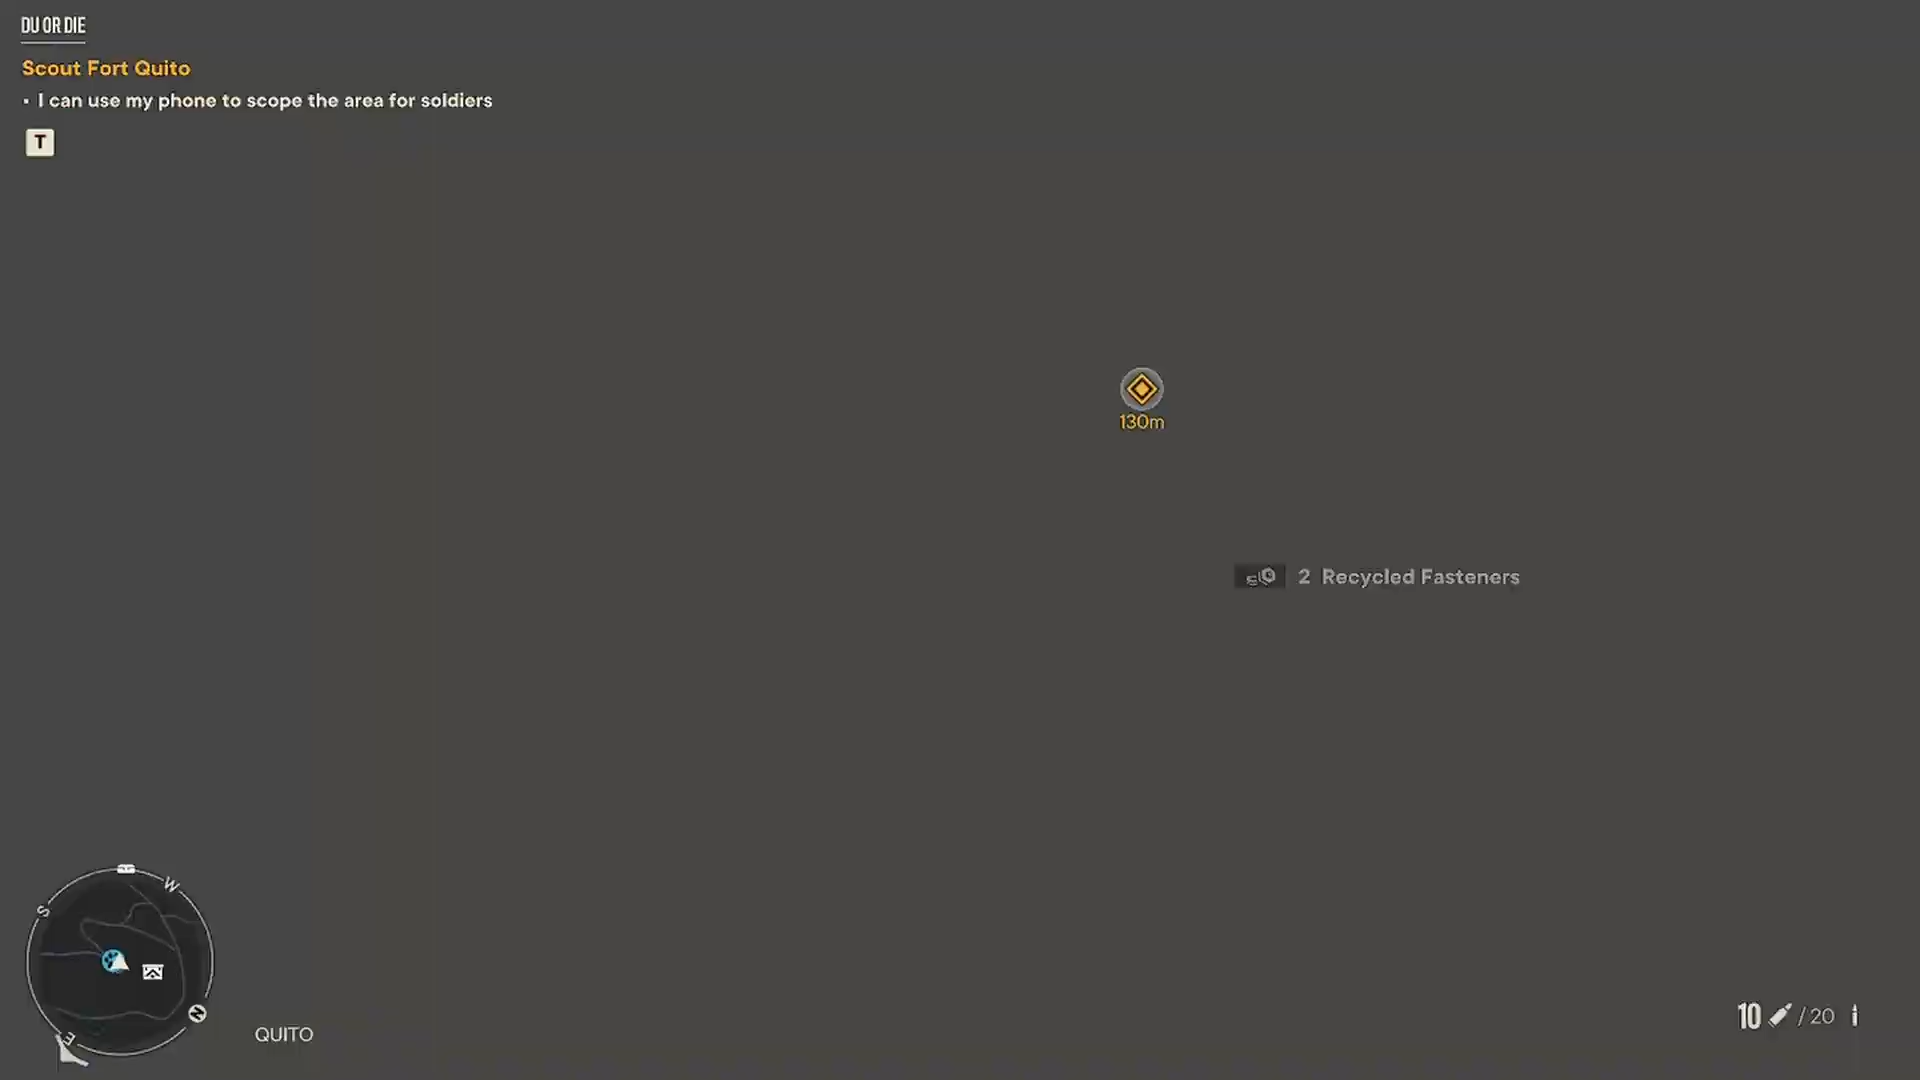 DU OR DIE
Scout Fort Quito
• I can use my phone to scope the area for soldiers
T
130m
2 Recycled Fasteners
W
S
N
E
QUITO
10 / 20